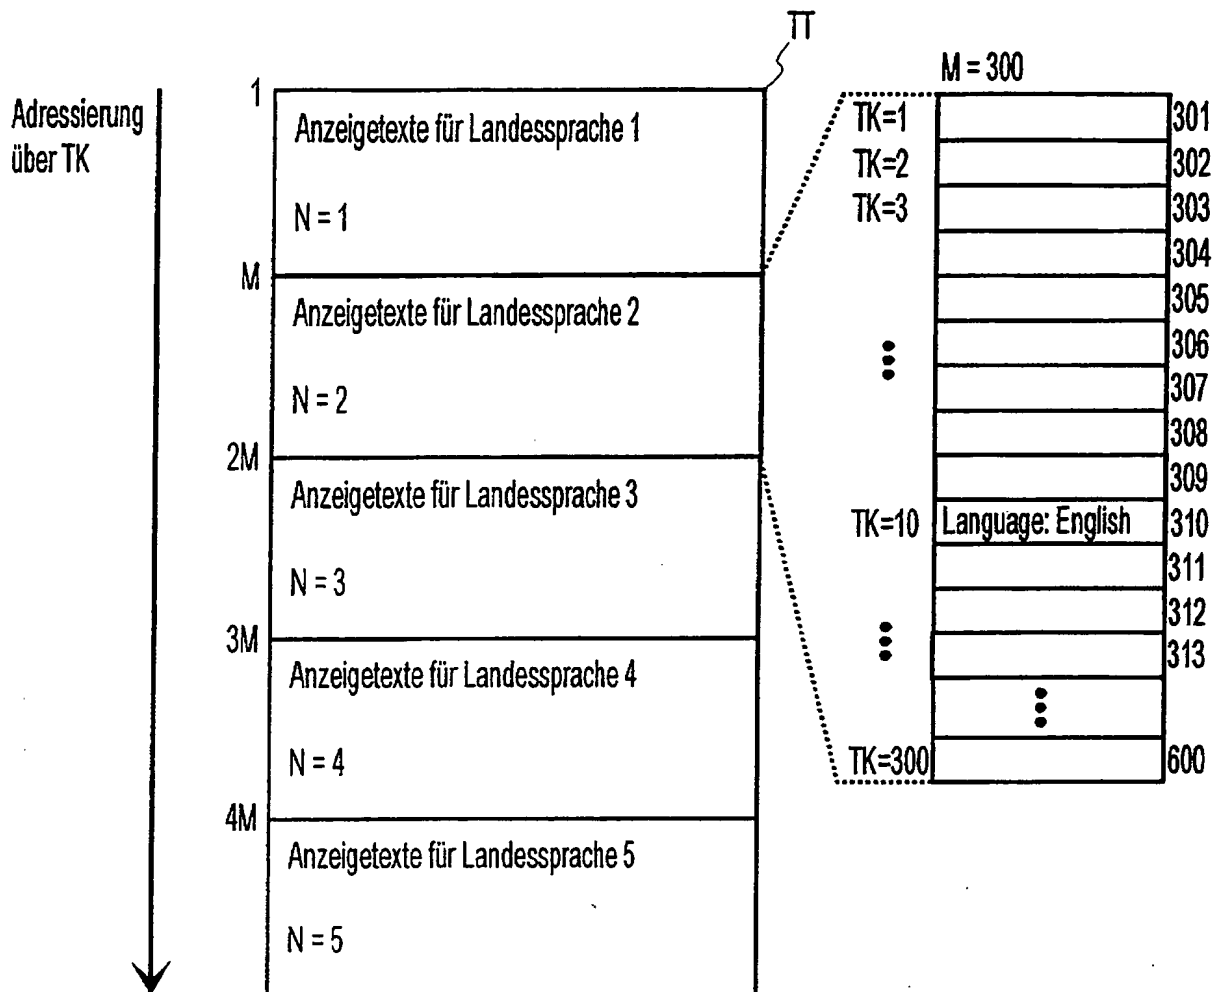 TT
M = 300
Adressierung
über TK
1
Anzeigetexte für Landessprache 1
N = 1
M
Anzeigetexte für Landessprache 2
N = 2
2M
Anzeigetexte für Landessprache 3
N = 3
3M
Anzeigetexte für Landessprache 4
N = 4
4M
Anzeigetexte für Landessprache 5
N = 5
TK=1 301
TK=2 302
TK=3 303
304
305
306
307
308
309
TK=10 Language: English 310
311
312
313
TK=300 600